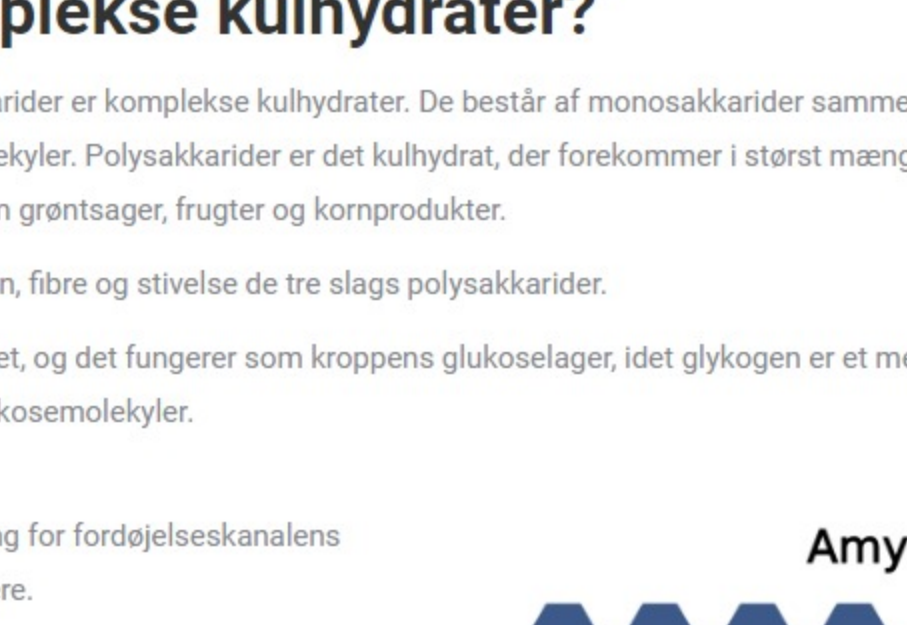 plekse kulhydrater?
arider er komplekse kulhydrater. De består af monosakkarider samme
ekyler. Polysakkarider er det kulhydrat, der forekommer i størst mæng
grøntsager, frugter og kornprodukter.
n, fibre og stivelse de tre slags polysakkarider.
et, og det fungerer som kroppens glukoselager, idet glykogen er et me
kosemolekyler.
ng for fordøjelseskanalens
Amy
re.